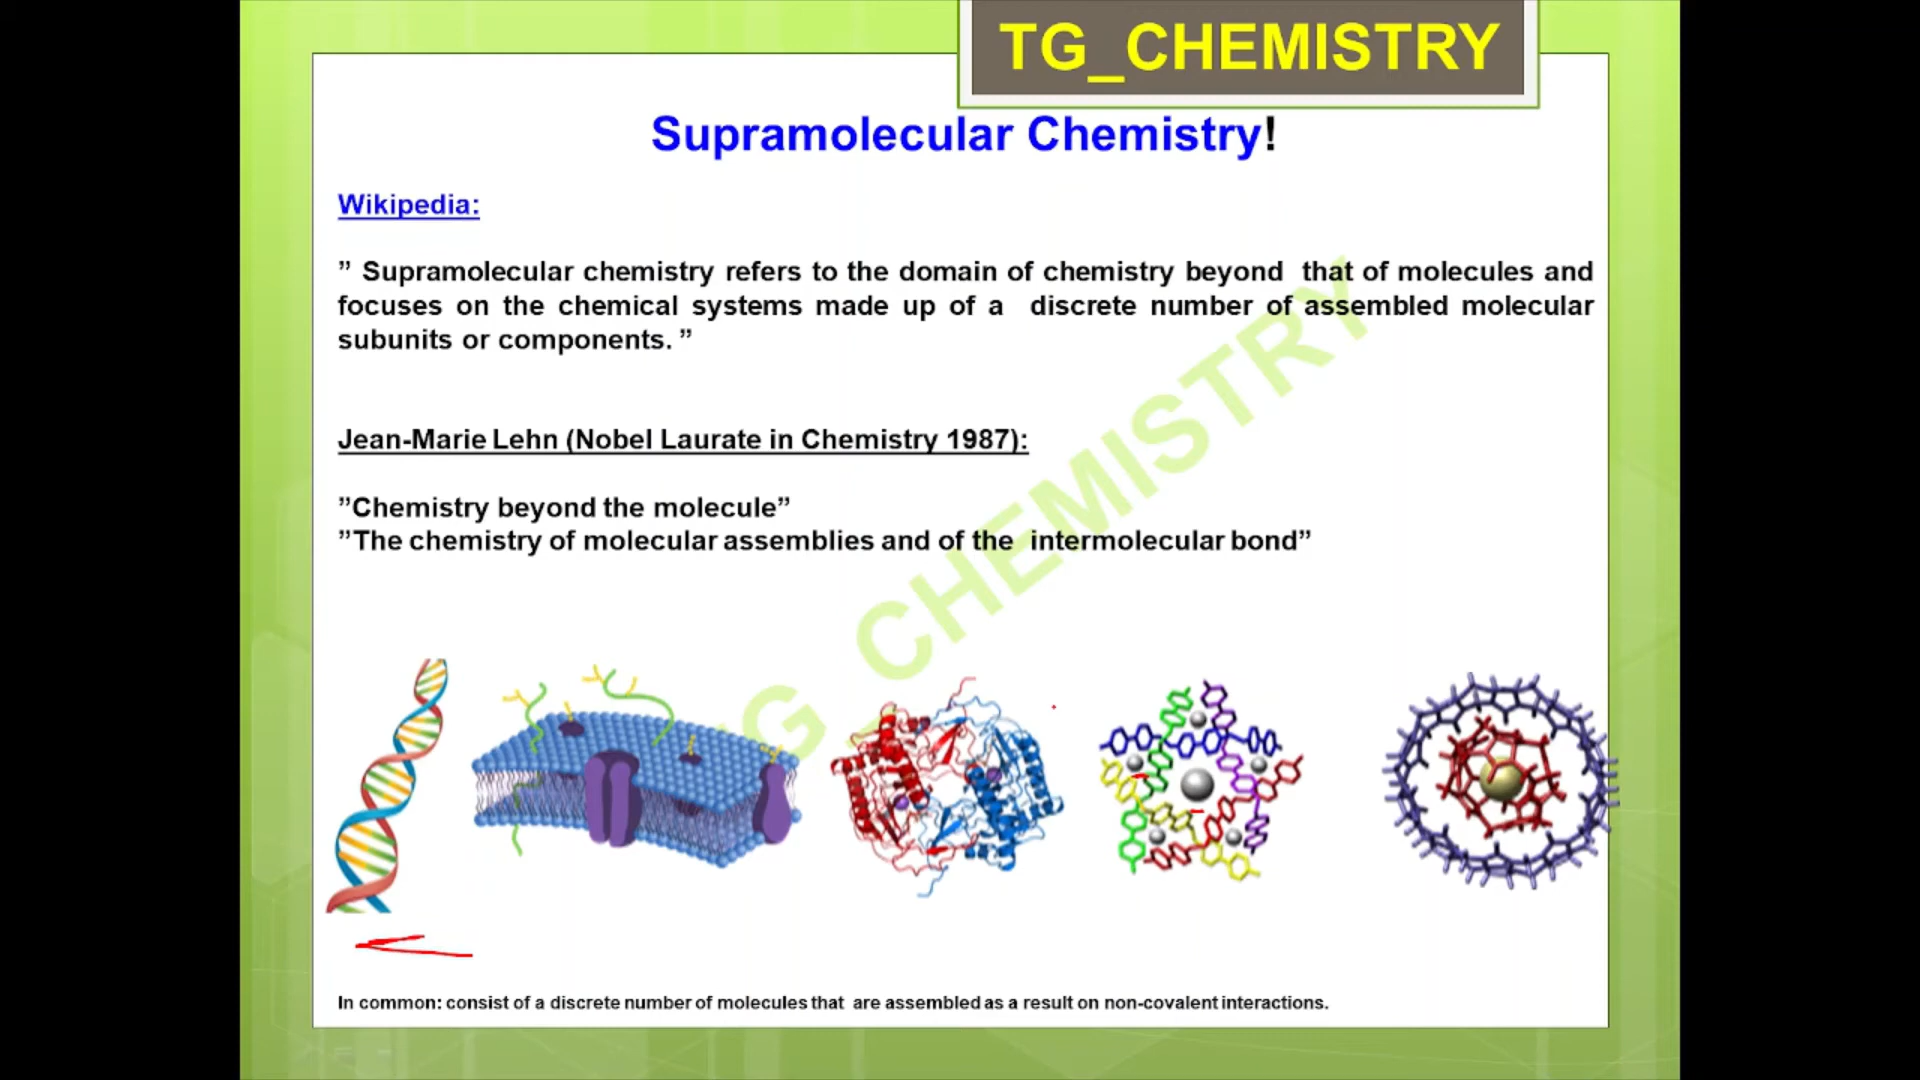 TG_CHEMISTRY
Supramolecular Chemistry!
Wikipedia:
” Supramolecular chemistry refers to the domain of chemistry beyond that of molecules and
focuses on the chemical systems made up of a discrete number of assembled molecular
subunits or components. ”
Jean-Marie Lehn (Nobel Laurate in Chemistry 1987):
”Chemistry beyond the molecule”
”The chemistry of molecular assemblies and of the intermolecular bond”
TG_CHEMISTRY
In common: consist of a discrete number of molecules that are assembled as a result on non-covalent interactions.